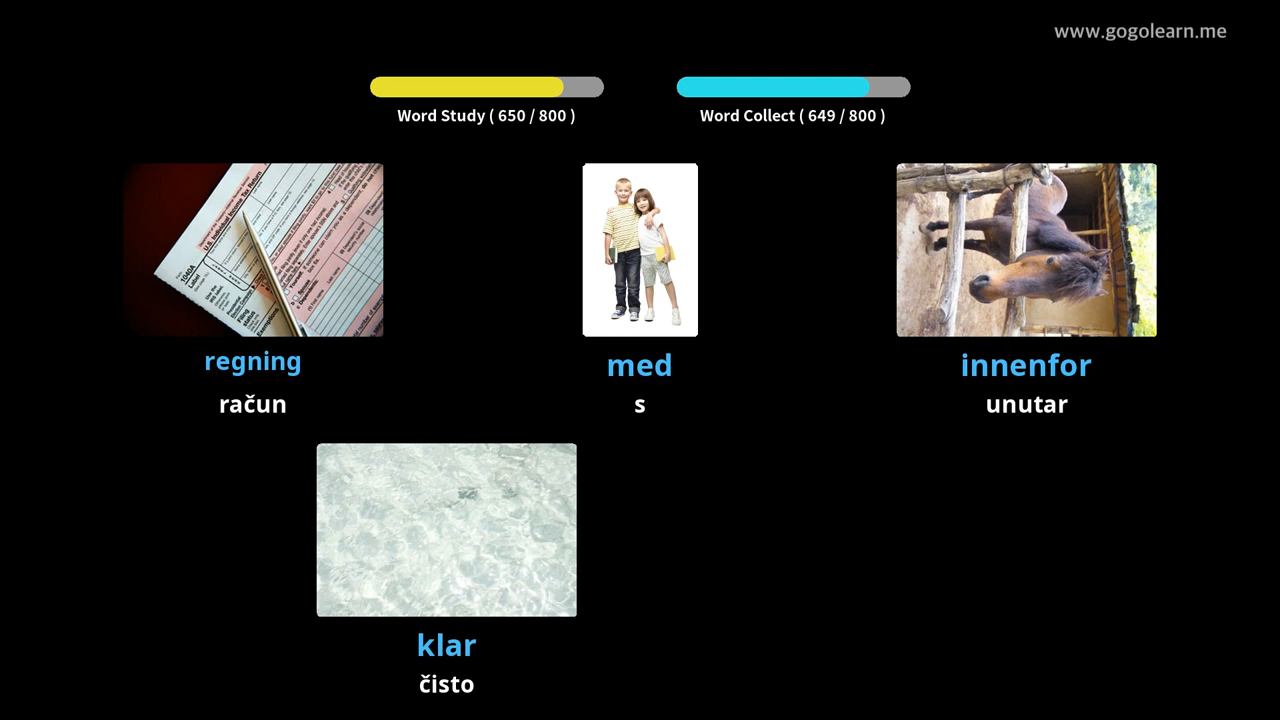 www.gogolearn.me
Word Study ( 650 / 800 )
Word Collect ( 649 / 800 )
regning
med
innenfor
račun
s
unutar
klar
čisto